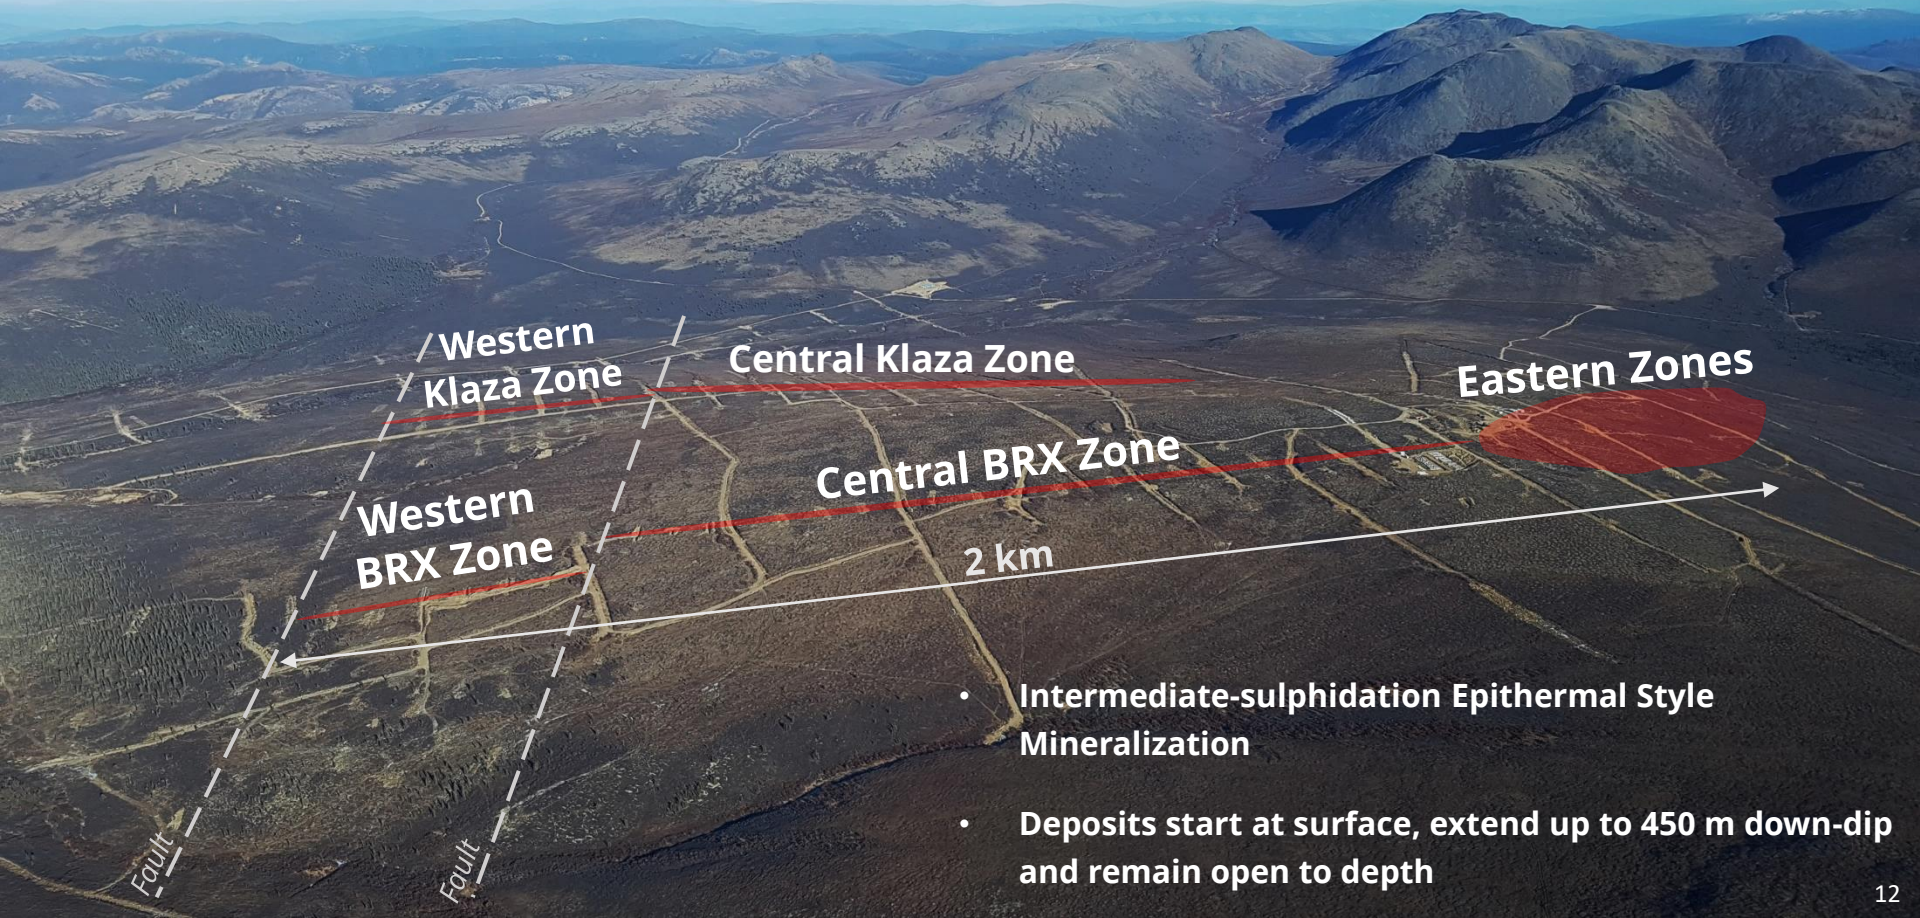 Western
Klaza Zone
Central Klaza Zone
Eastern Zones
Western
BRX Zone
Central BRX Zone
2 km
• Intermediate-sulphidation Epithermal Style
Mineralization
• Deposits start at surface, extend up to 450 m down-dip
and remain open to depth
Fault
Fault
12